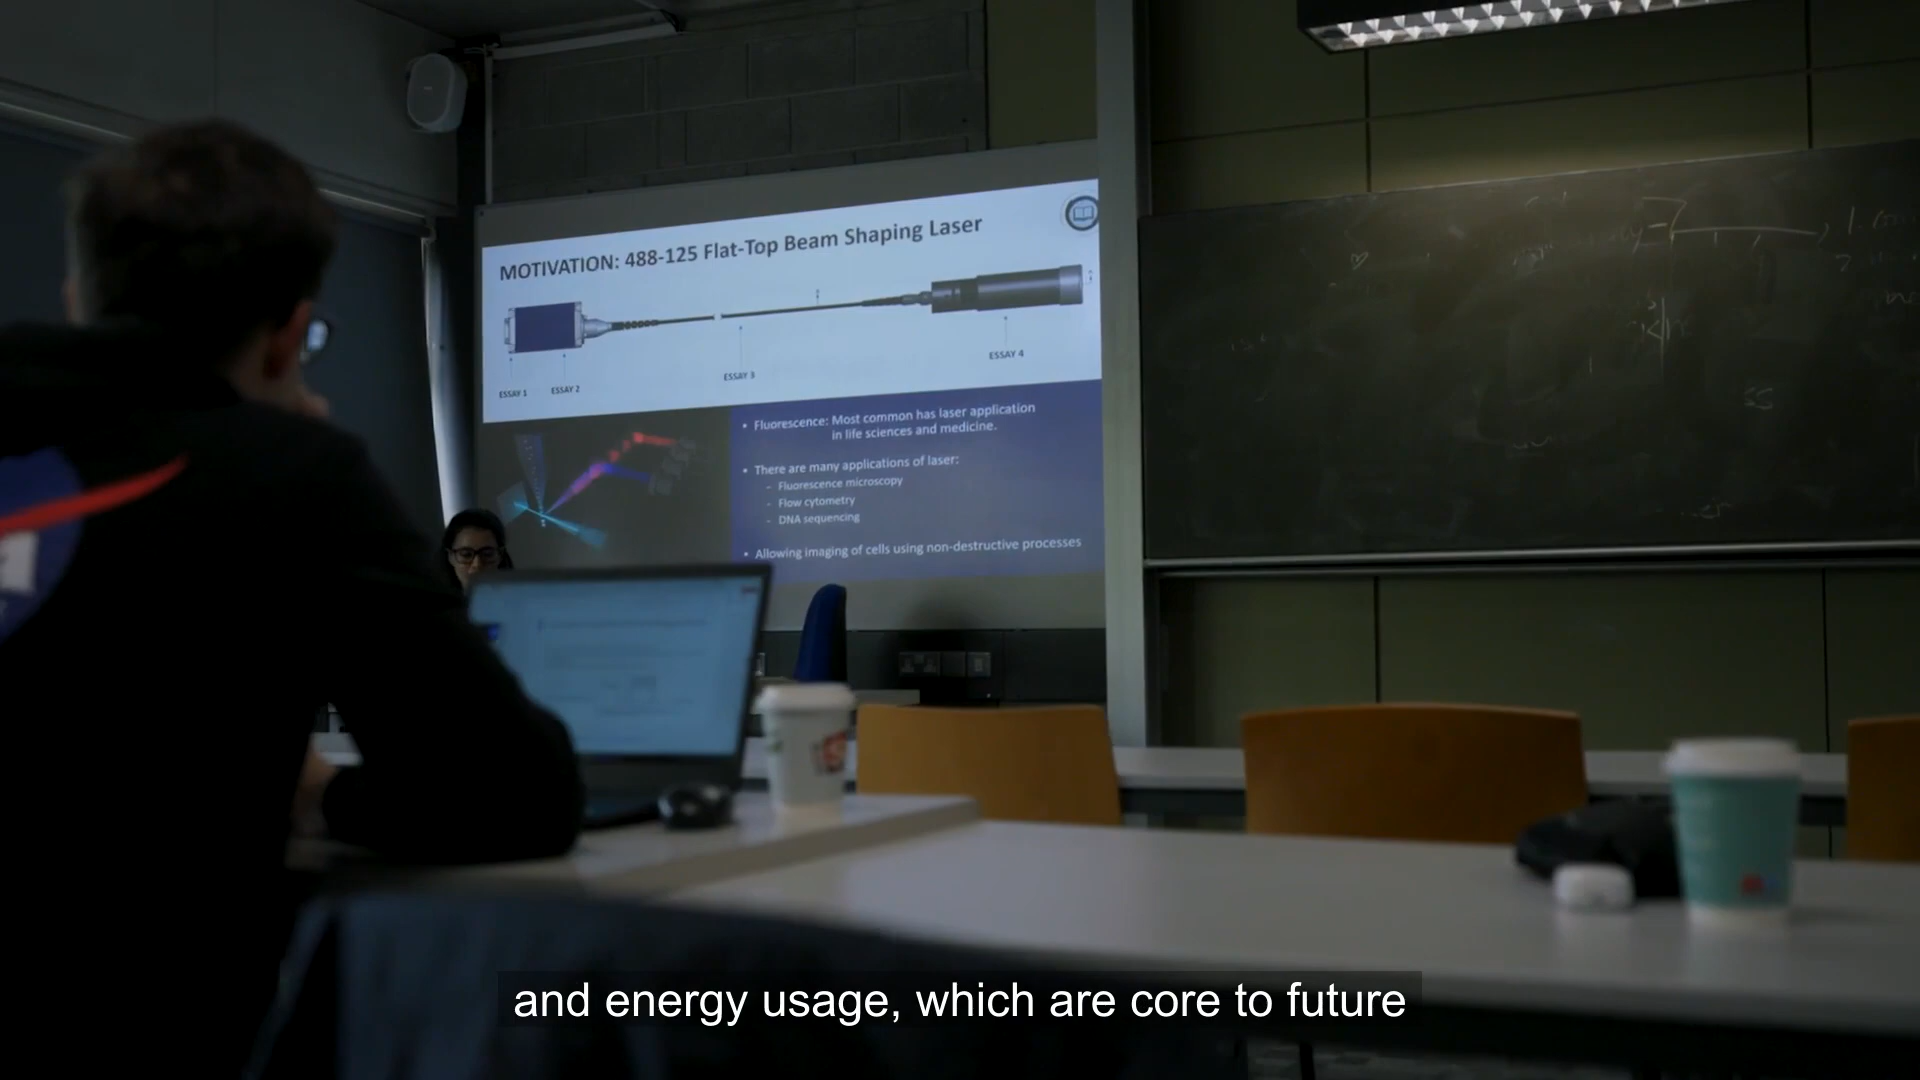 MOTIVATION: 488-125 Flat-Top Beam Shaping Laser
ESSAY 1
ESSAY 2
ESSAY 3
ESSAY 4
• Fluorescence: Most common has laser application
in life sciences and medicine.
• There are many applications of laser:
- Fluorescence microscopy
- Flow cytometry
- DNA sequencing
• Allowing imaging of cells using non-destructive processes
and energy usage, which are core to future